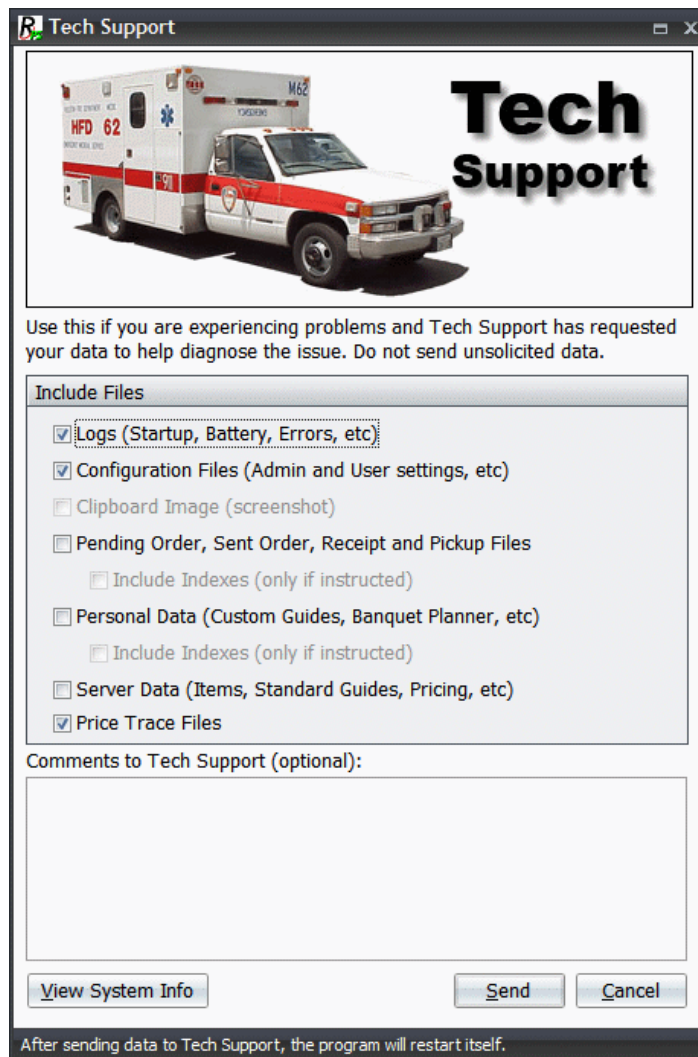 R Tech Support
M62
HFD 62
911
Tech
Support
Use this if you are experiencing problems and Tech Support has requested
your data to help diagnose the issue. Do not send unsolicited data.
Include Files
Logs (Startup, Battery, Errors, etc)
Configuration Files (Admin and User settings, etc)
Clipboard Image (screenshot)
Pending Order, Sent Order, Receipt and Pickup Files
Include Indexes (only if instructed)
Personal Data (Custom Guides, Banquet Planner, etc)
Include Indexes (only if instructed)
Server Data (Items, Standard Guides, Pricing, etc)
Price Trace Files
Comments to Tech Support (optional):
View System Info Send Cancel
After sending data to Tech Support, the program will restart itself.